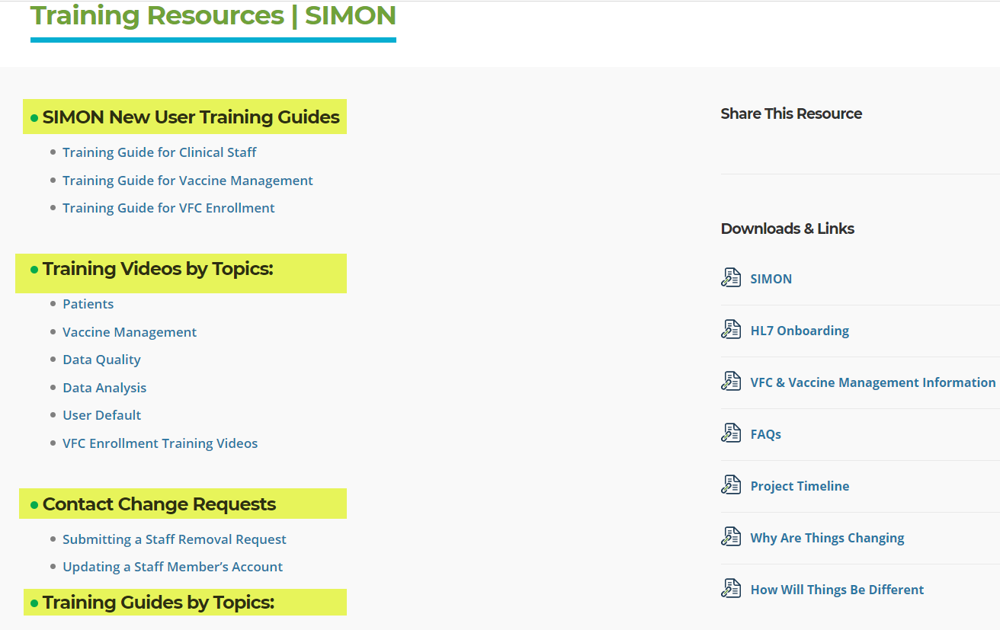 Training Resources | SIMON
SIMON New User Training Guides
Training Guide for Clinical Staff
Training Guide for Vaccine Management
Training Guide for VFC Enrollment
Training Videos by Topics:
Patients
Vaccine Management
Data Quality
Data Analysis
User Default
VFC Enrollment Training Videos
Contact Change Requests
Submitting a Staff Removal Request
Updating a Staff Member’s Account
Training Guides by Topics:
Share This Resource
Downloads & Links
SIMON
HL7 Onboarding
VFC & Vaccine Management Information
FAQs
Project Timeline
Why Are Things Changing
How Will Things Be Different